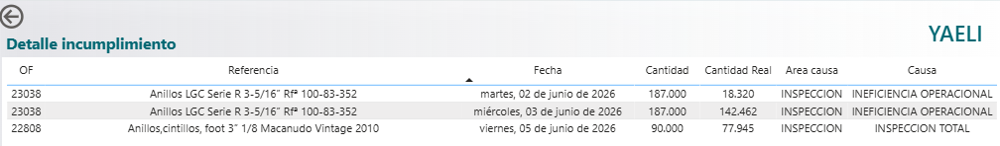 YAELI
Detalle incumplimiento
OF Referencia Fecha Cantidad Cantidad Real Area causa Causa
23038 Anillos LGC Serie R 3-5/16” Rfª 100-83-352 martes, 02 de junio de 2026 187.000 18.320 INSPECCION INEFICIENCIA OPERACIONAL
23038 Anillos LGC Serie R 3-5/16” Rfª 100-83-352 miércoles, 03 de junio de 2026 187.000 142.462 INSPECCION INEFICIENCIA OPERACIONAL
22808 Anillos,cintillos, foot 3” 1/8 Macanudo Vintage 2010 viernes, 05 de junio de 2026 90.000 77.945 INSPECCION INSPECCION TOTAL